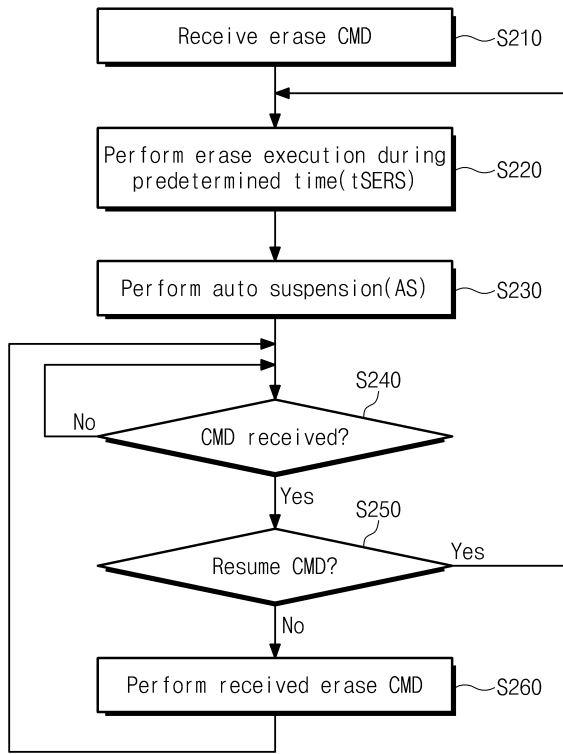 Receive erase CMD
S210
Perform erase execution during
predetermined time(tSERS)
S220
Perform auto suspension(AS)
S230
S240
No
CMD received?
Yes
S250
Resume CMD?
Yes
No
Perform received erase CMD
S260